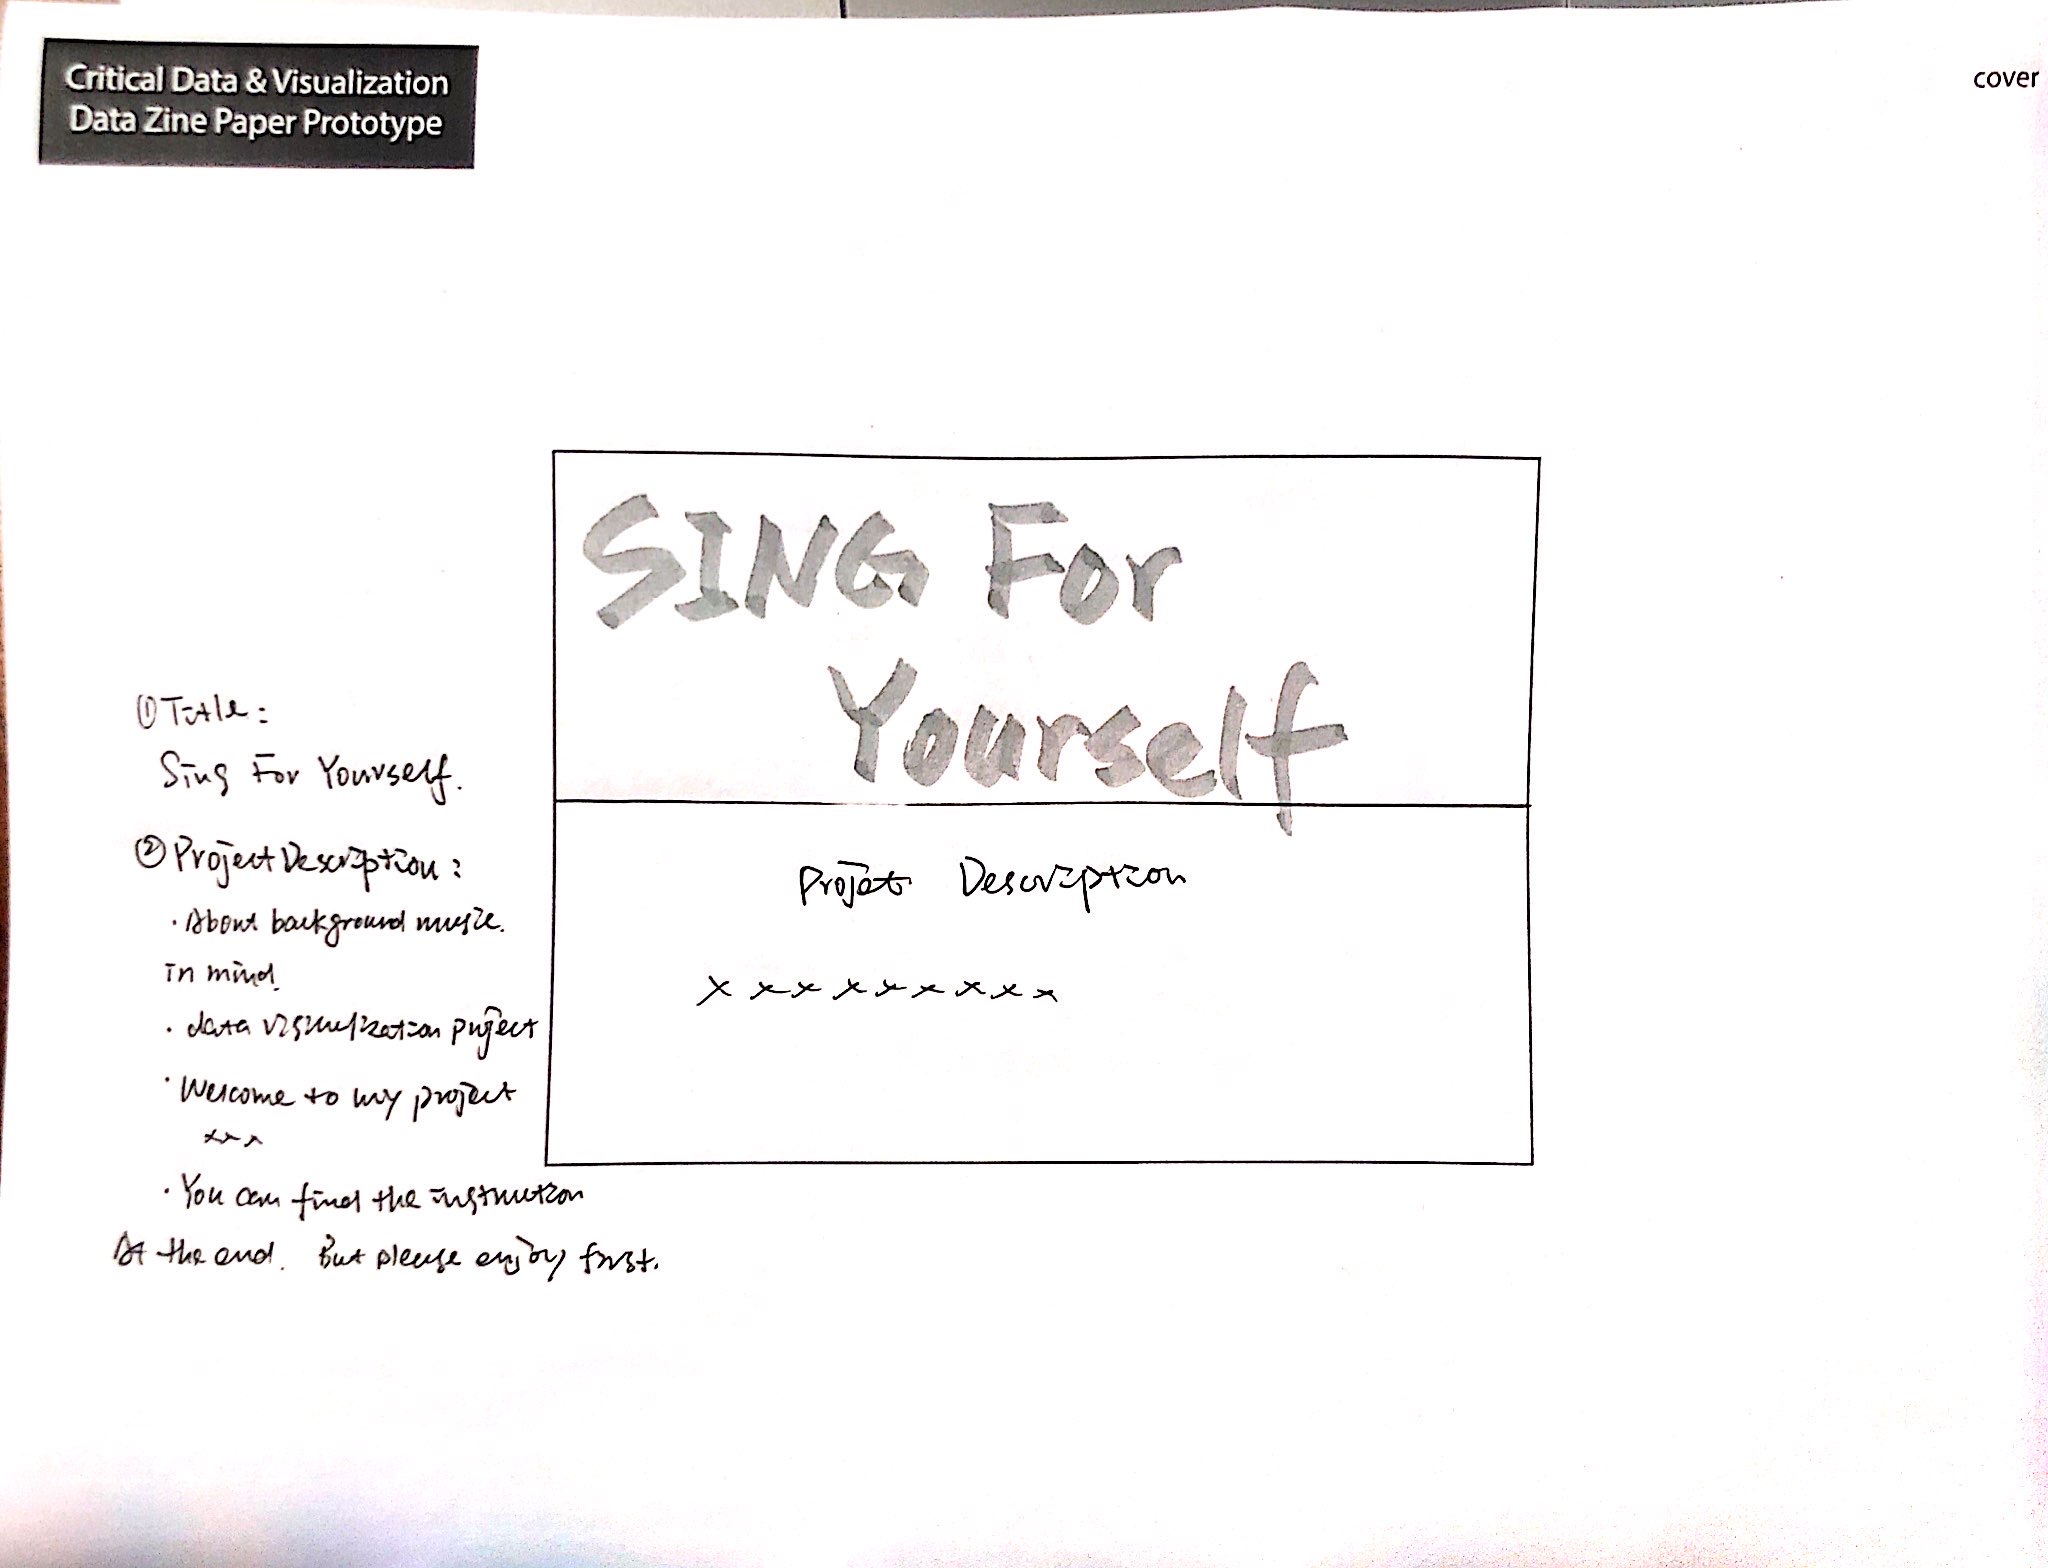 Critical Data & Visualization
Data Zine Paper Prototype
cover
SING For
Yourself
Projet Description
x x x x x x x x x
① Title:
Sing For Yourself.
② Project Description:
· About background music.
in mind.
· data visualization project
· Welcome to my project
x x x
· You can find the instruction
At the end. But please enjoy first.